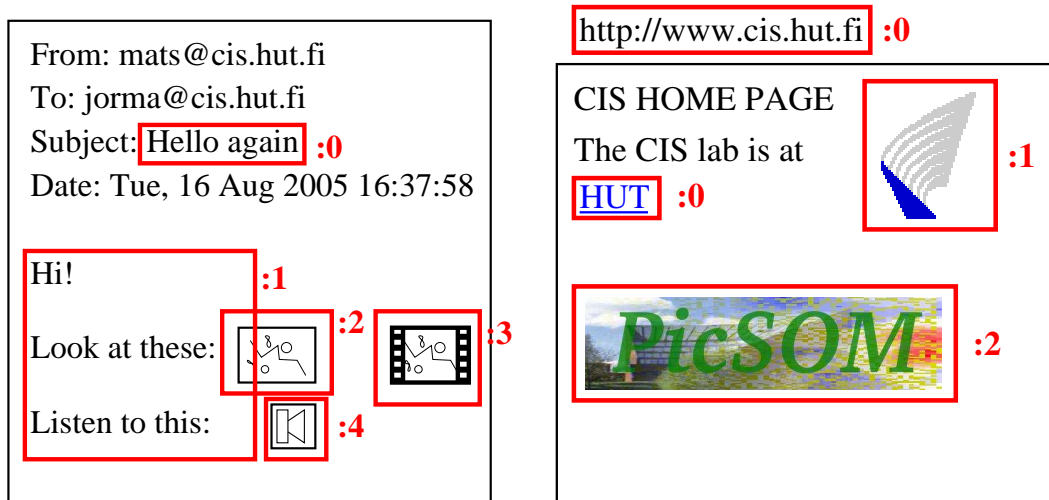 From: mats@cis.hut.fi
To: jorma@cis.hut.fi
Subject: Hello again :0
Date: Tue, 16 Aug 2005 16:37:58
Hi! :1
Look at these: :2 :3
Listen to this: :4
http://www.cis.hut.fi :0
CIS HOME PAGE
The CIS lab is at :1
HUT :0
PicSOM :2